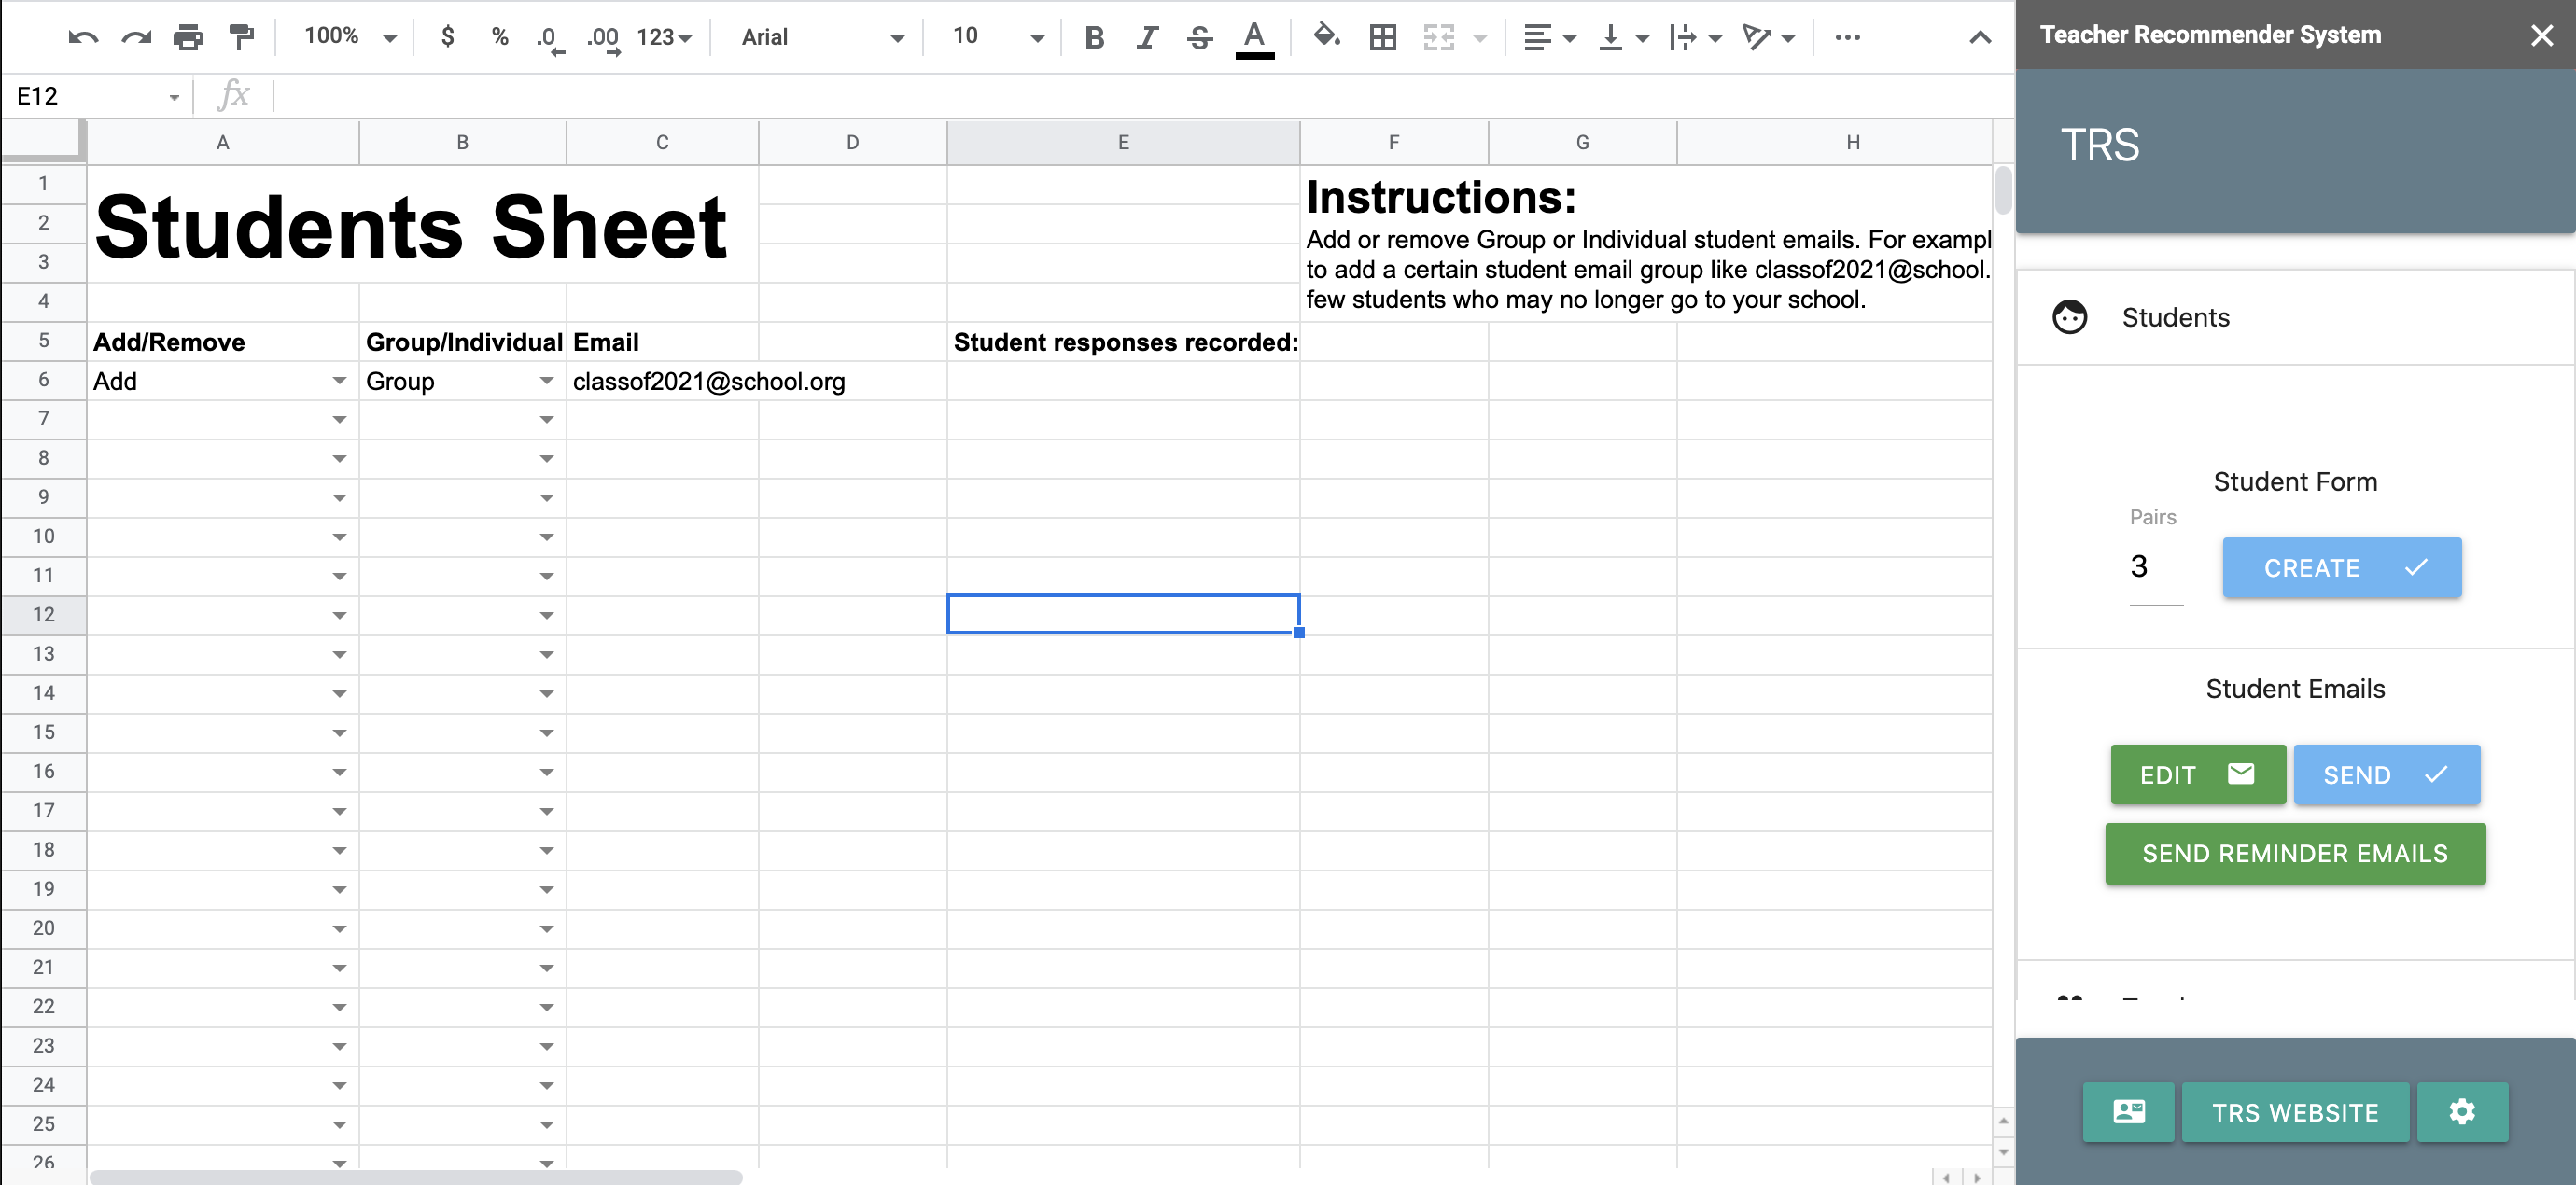 100%
$ % .0 .00 123
Arial
10
B I S A
Teacher Recommender System
E12
fx
TRS
A B C D E F G H
1
2
3
4
Students Sheet
Instructions:
Add or remove Group or Individual student emails. For exampl
to add a certain student email group like classof2021@school.
few students who may no longer go to your school.
Students
5 Add/Remove Group/Individual Email Student responses recorded:
6 Add Group classof2021@school.org
7
8
9
10
11
12
13
14
15
16
17
18
19
20
21
22
23
24
25
26
Student Form
Pairs
3
CREATE
Student Emails
EDIT
SEND
SEND REMINDER EMAILS
TRS WEBSITE